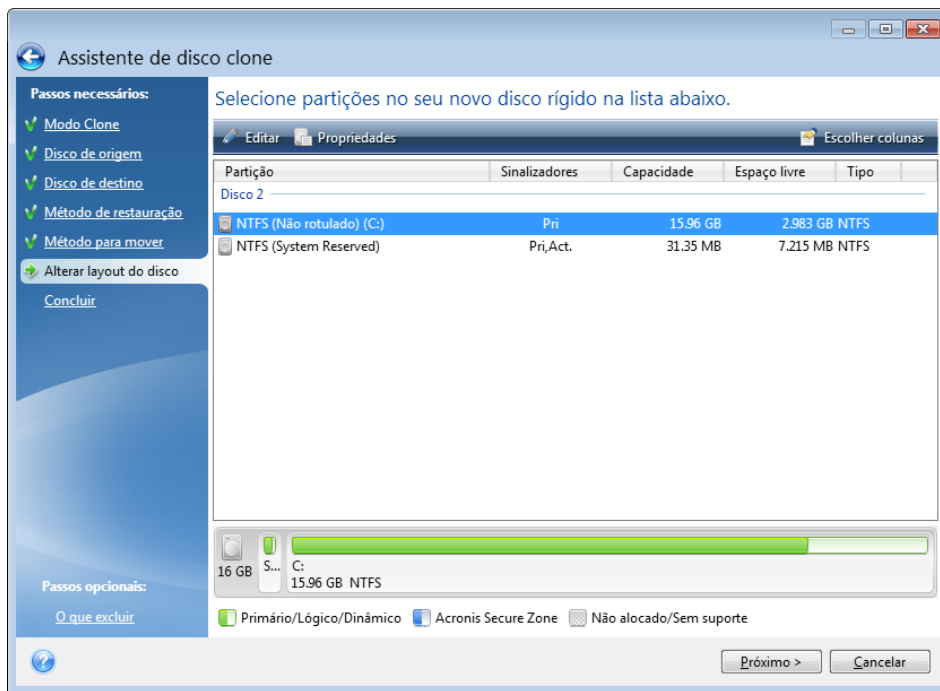 Assistente de disco clone
Passos necessários:
Modo Clone
Disco de origem
Disco de destino
Método de restauração
Método para mover
Alterar layout do disco
Concluir
Passos opcionais:
O que excluir
Selecione partições no seu novo disco rígido na lista abaixo.
Editar Propriedades Escolher colunas
Partição Sinalizadores Capacidade Espaço livre Tipo
Disco 2
NTFS (Não rotulado) (C:) Pri 15.96 GB 2.983 GB NTFS
NTFS (System Reserved) Pri,Act. 31.35 MB 7.215 MB NTFS
16 GB S... C:
15.96 GB NTFS
Primário/Lógico/Dinâmico Acronis Secure Zone Não alocado/Sem suporte
Próximo > Cancelar